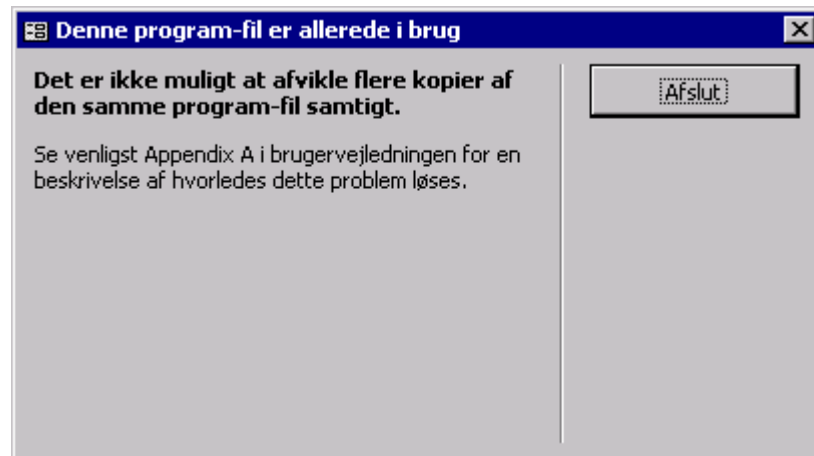 Denne program-fil er allerede i brug
Det er ikke muligt at afvikle flere kopier af
den samme program-fil samtigt.
Afslut
Se venligst Appendix A i brugervejledningen for en
beskrivelse af hvorledes dette problem løses.